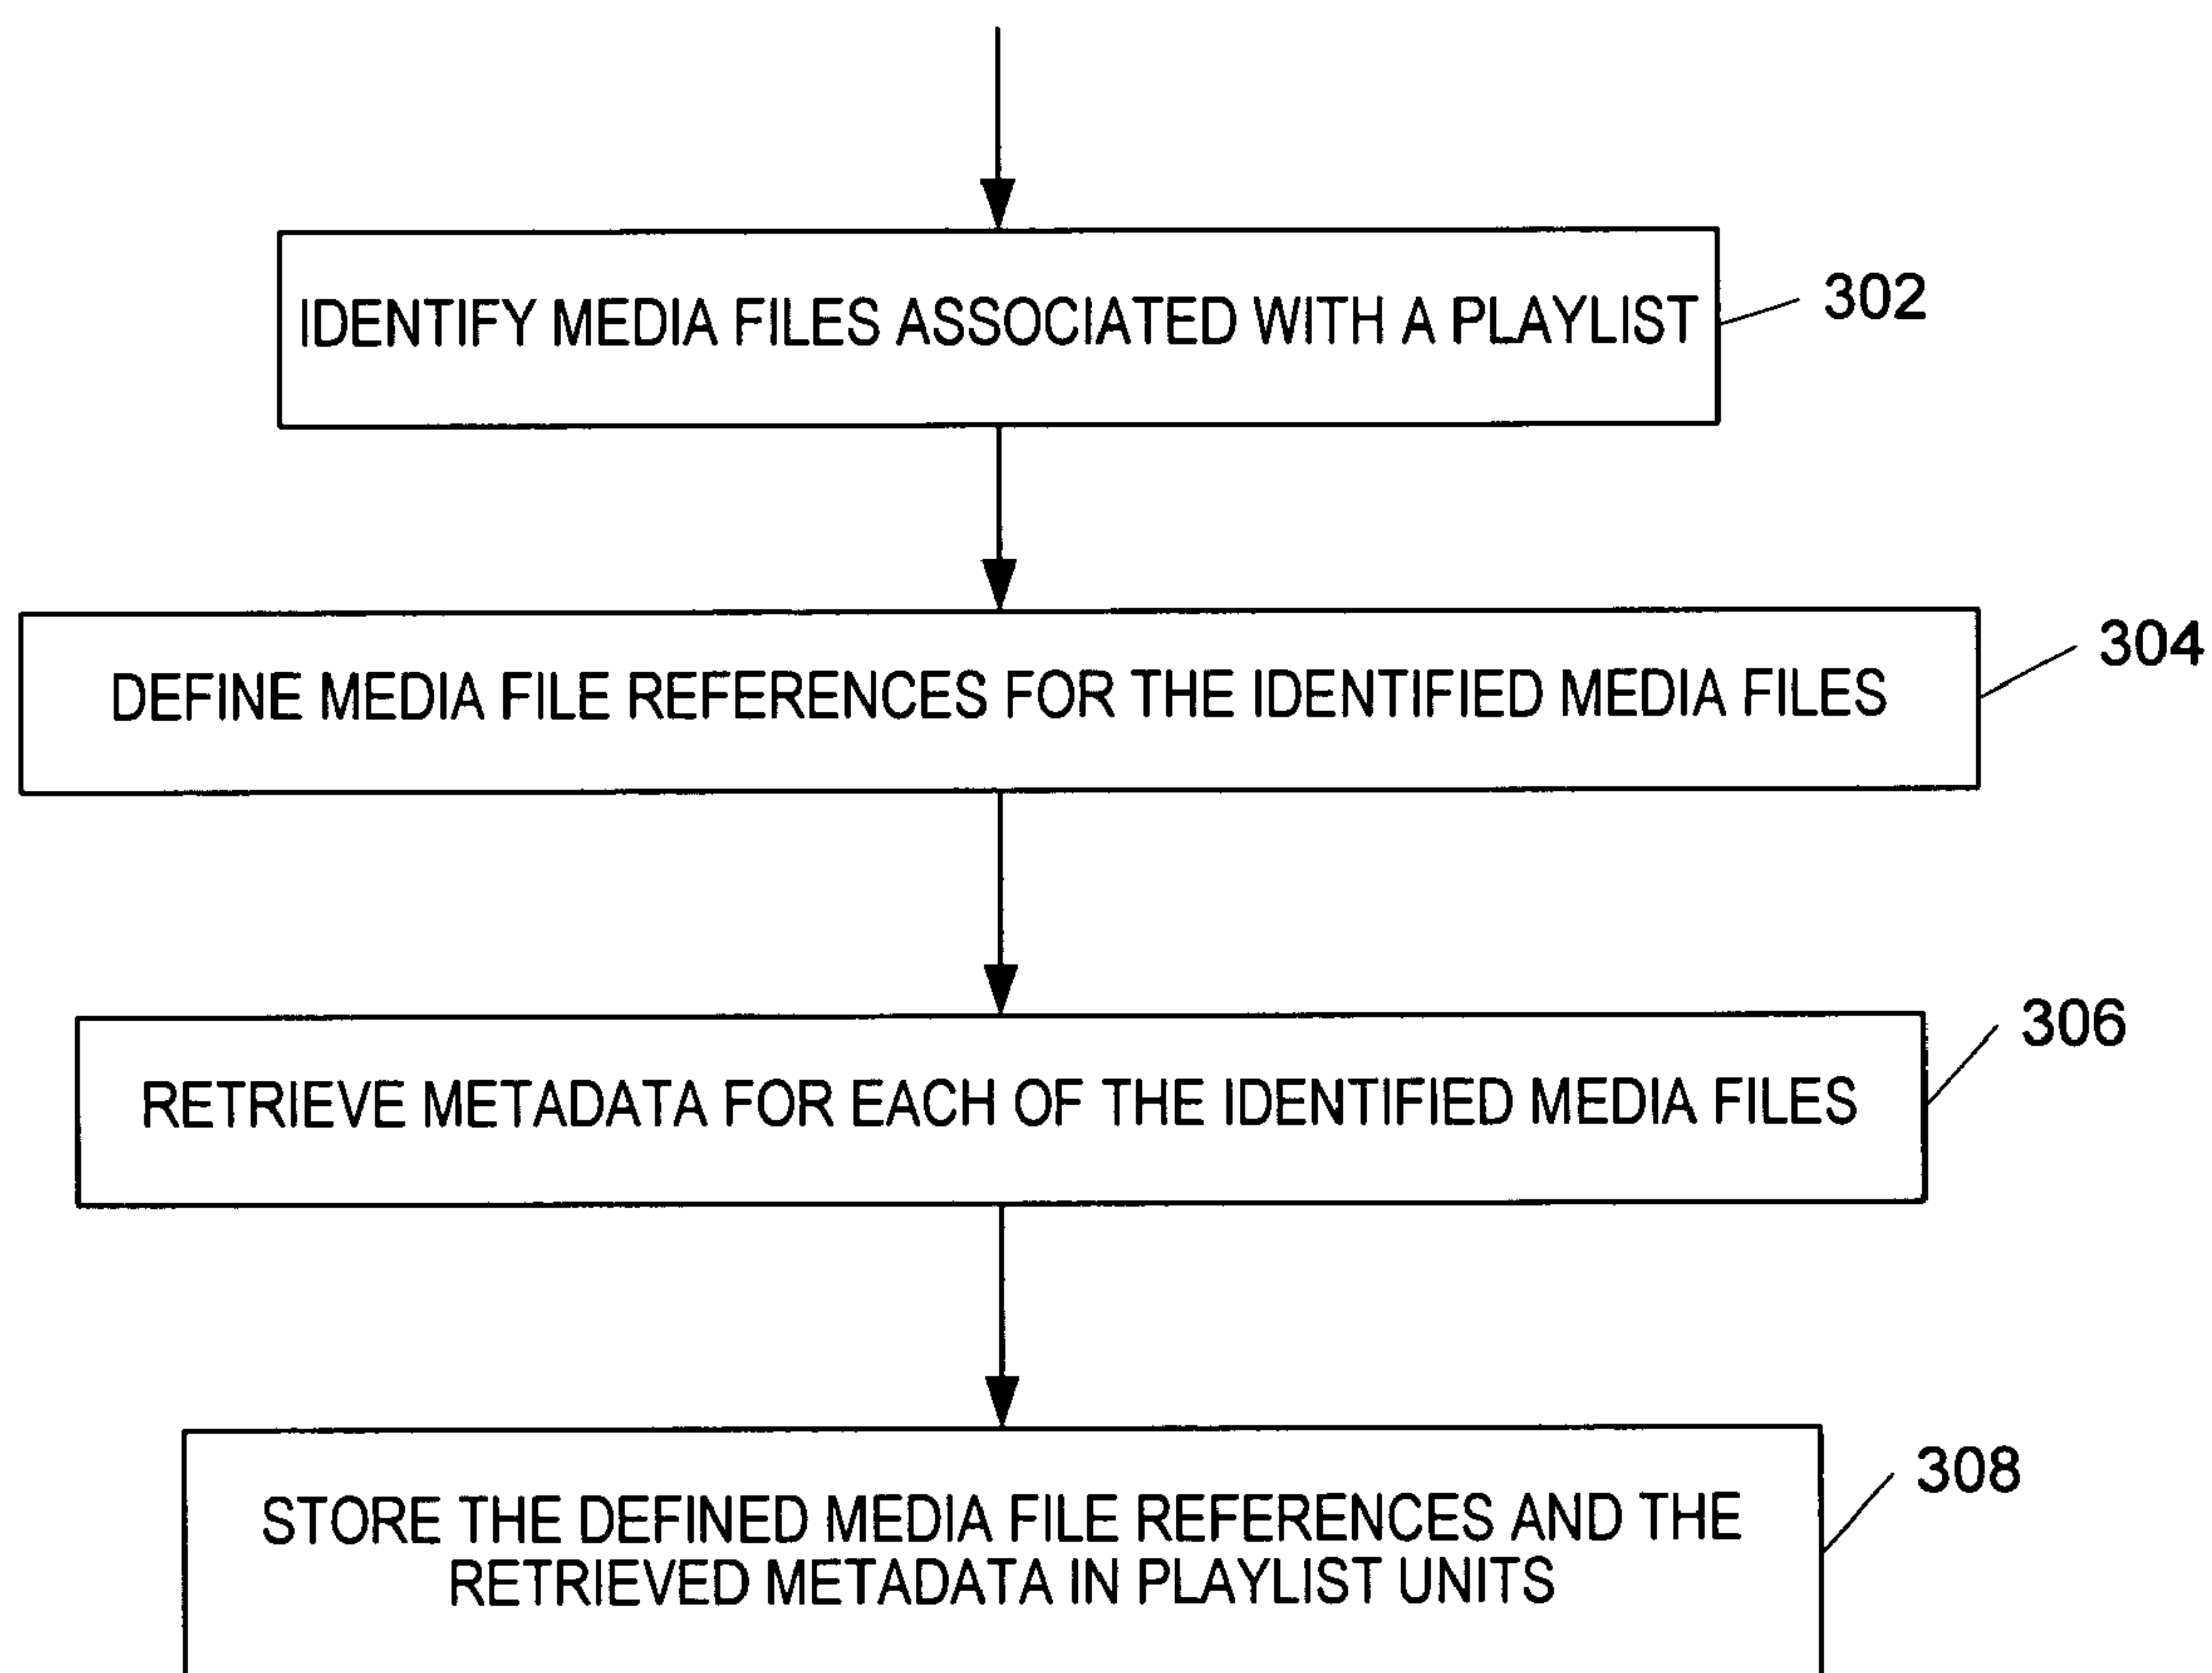 IDENTIFY MEDIA FILES ASSOCIATED WITH A PLAYLIST
302
DEFINE MEDIA FILE REFERENCES FOR THE IDENTIFIED MEDIA FILES
304
RETRIEVE METADATA FOR EACH OF THE IDENTIFIED MEDIA FILES
306
STORE THE DEFINED MEDIA FILE REFERENCES AND THE
RETRIEVED METADATA IN PLAYLIST UNITS
308